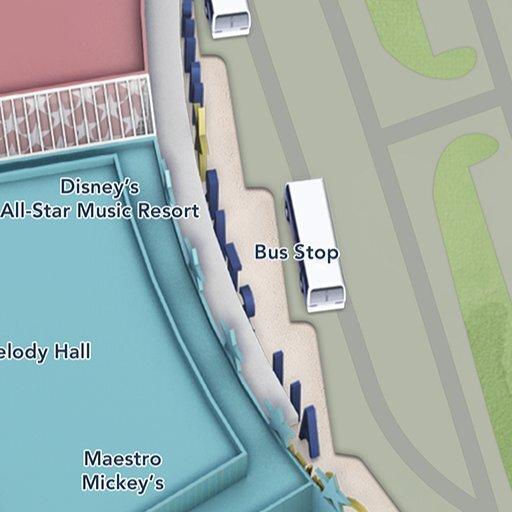 Disney's
All-Star Music Resort
Bus Stop
elody Hall
Maestro
Mickey's